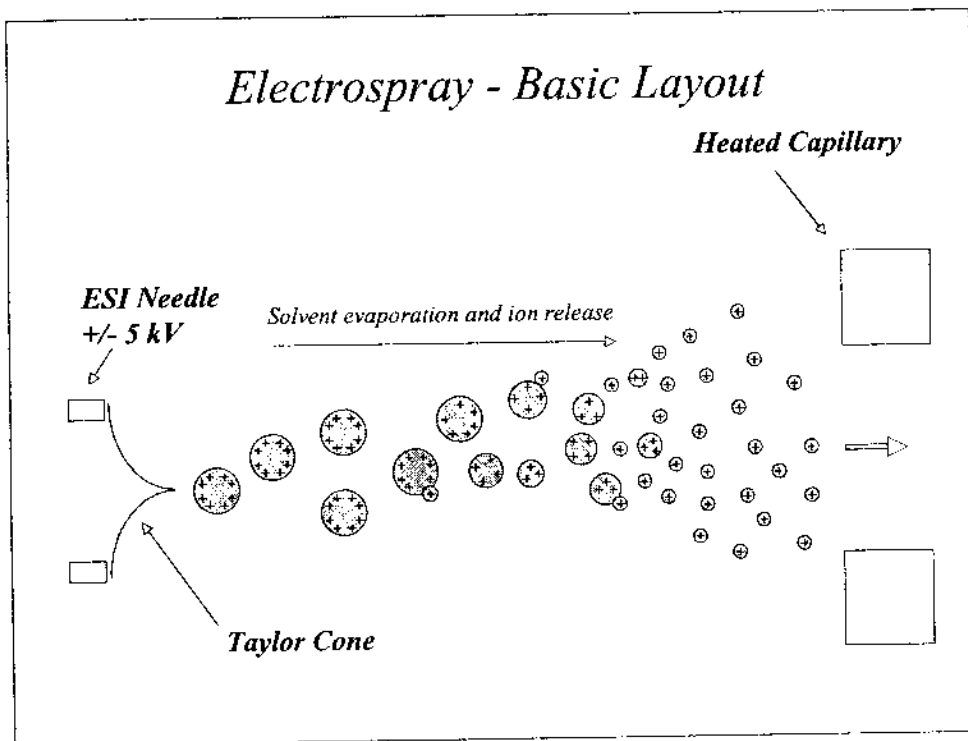 Electrospray - Basic Layout
Heated Capillary
ESI Needle
+/- 5 kV
Solvent evaporation and ion release
Taylor Cone